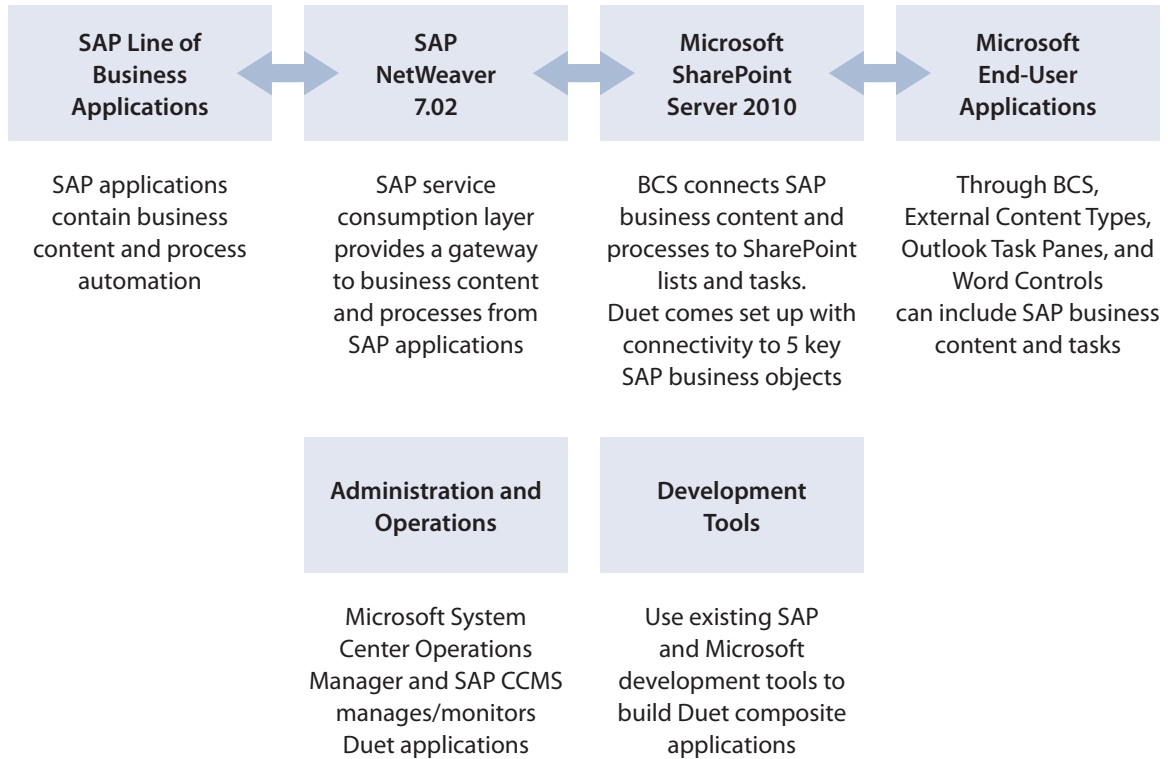 SAP Line of
Business
Applications
SAP applications
contain business
content and process
automation
SAP
NetWeaver
7.02
SAP service
consumption layer
provides a gateway
to business content
and processes from
SAP applications
Microsoft
SharePoint
Server 2010
BCS connects SAP
business content and
processes to SharePoint
lists and tasks.
Duet comes set up with
connectivity to 5 key
SAP business objects
Microsoft
End-User
Applications
Through BCS,
External Content Types,
Outlook Task Panes, and
Word Controls
can include SAP business
content and tasks
Administration and
Operations
Microsoft System
Center Operations
Manager and SAP CCMS
manages/monitors
Duet applications
Development
Tools
Use existing SAP
and Microsoft
development tools to
build Duet composite
applications